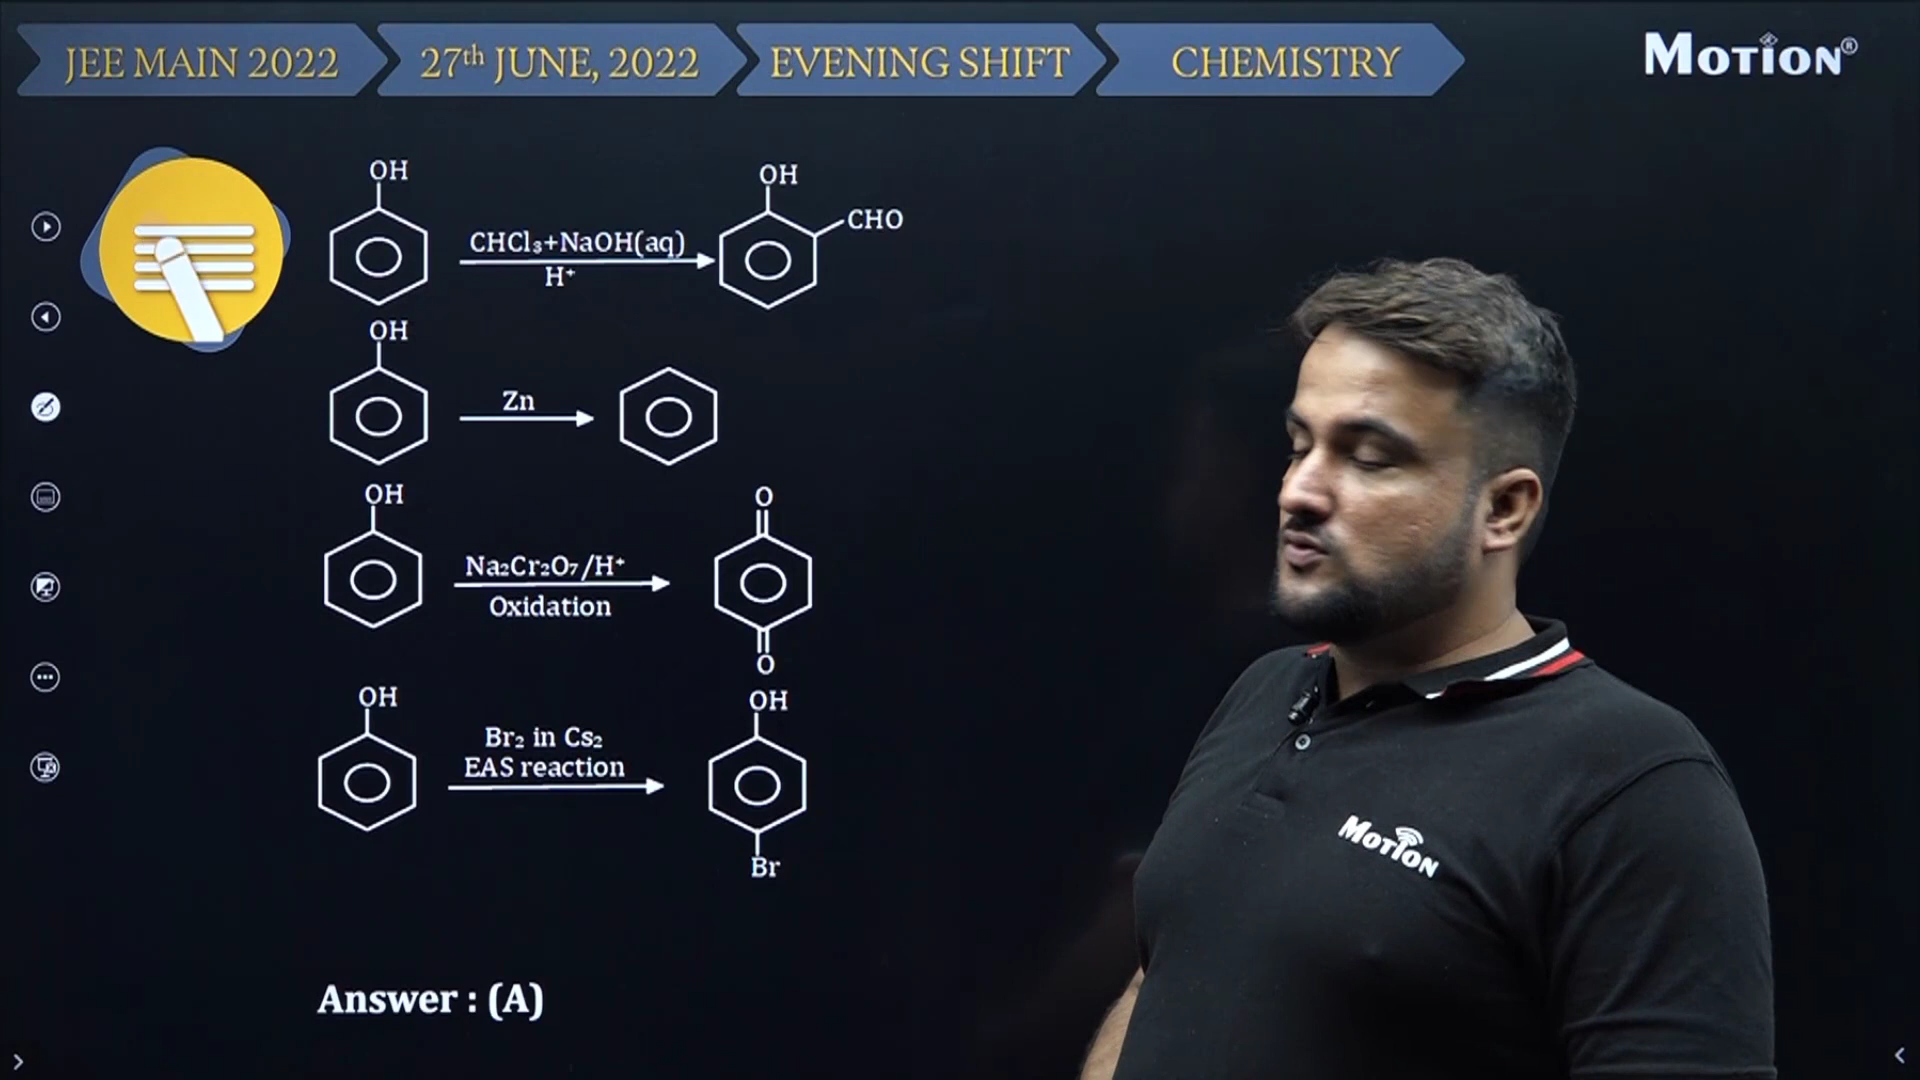 JEE MAIN 2022
27th JUNE, 2022
EVENING SHIFT
CHEMISTRY
MOTION®
OH
CHCl₃+NaOH(aq)
H⁺
OH
CHO
OH
Zn
OH
Na₂Cr₂O₇/H⁺
Oxidation
O
O
OH
Br₂ in Cs₂
EAS reaction
OH
Br
Answer : (A)
MOTION